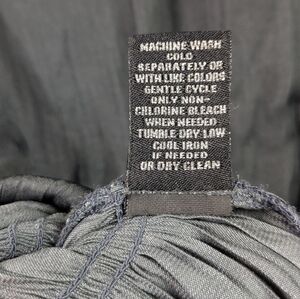 MACHINE WASH
COLD
SEPARATELY OR
WITH LIKE COLORS
GENTLE CYCLE
ONLY NON-
CHLORINE BLEACH
WHEN NEEDED
TUMBLE DRY LOW
COOL IRON
IF NEEDED
OR DRY CLEAN